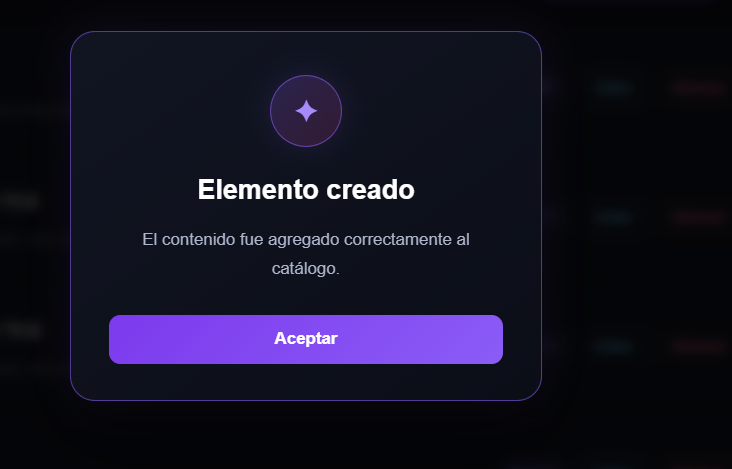 Elemento creado
El contenido fue agregado correctamente al
catálogo.
Aceptar